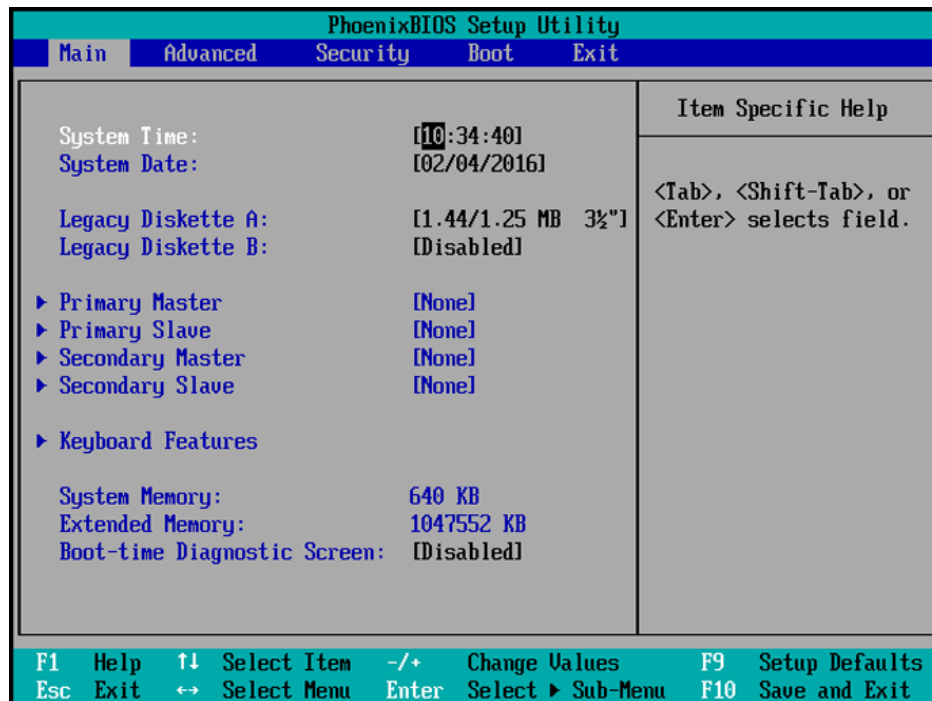 PhoenixBIOS Setup Utility
Main Advanced Security Boot Exit
Item Specific Help
System Time: [10:34:40]
System Date: [02/04/2016]
<Tab>, <Shift-Tab>, or
<Enter> selects field.
Legacy Diskette A: [1.44/1.25 MB 3½"]
Legacy Diskette B: [Disabled]
▶ Primary Master [None]
▶ Primary Slave [None]
▶ Secondary Master [None]
▶ Secondary Slave [None]
▶ Keyboard Features
System Memory: 640 KB
Extended Memory: 1047552 KB
Boot-time Diagnostic Screen: [Disabled]
F1 Help ↑↓ Select Item -/+ Change Values F9 Setup Defaults
Esc Exit ↔ Select Menu Enter Select ▶ Sub-Menu F10 Save and Exit